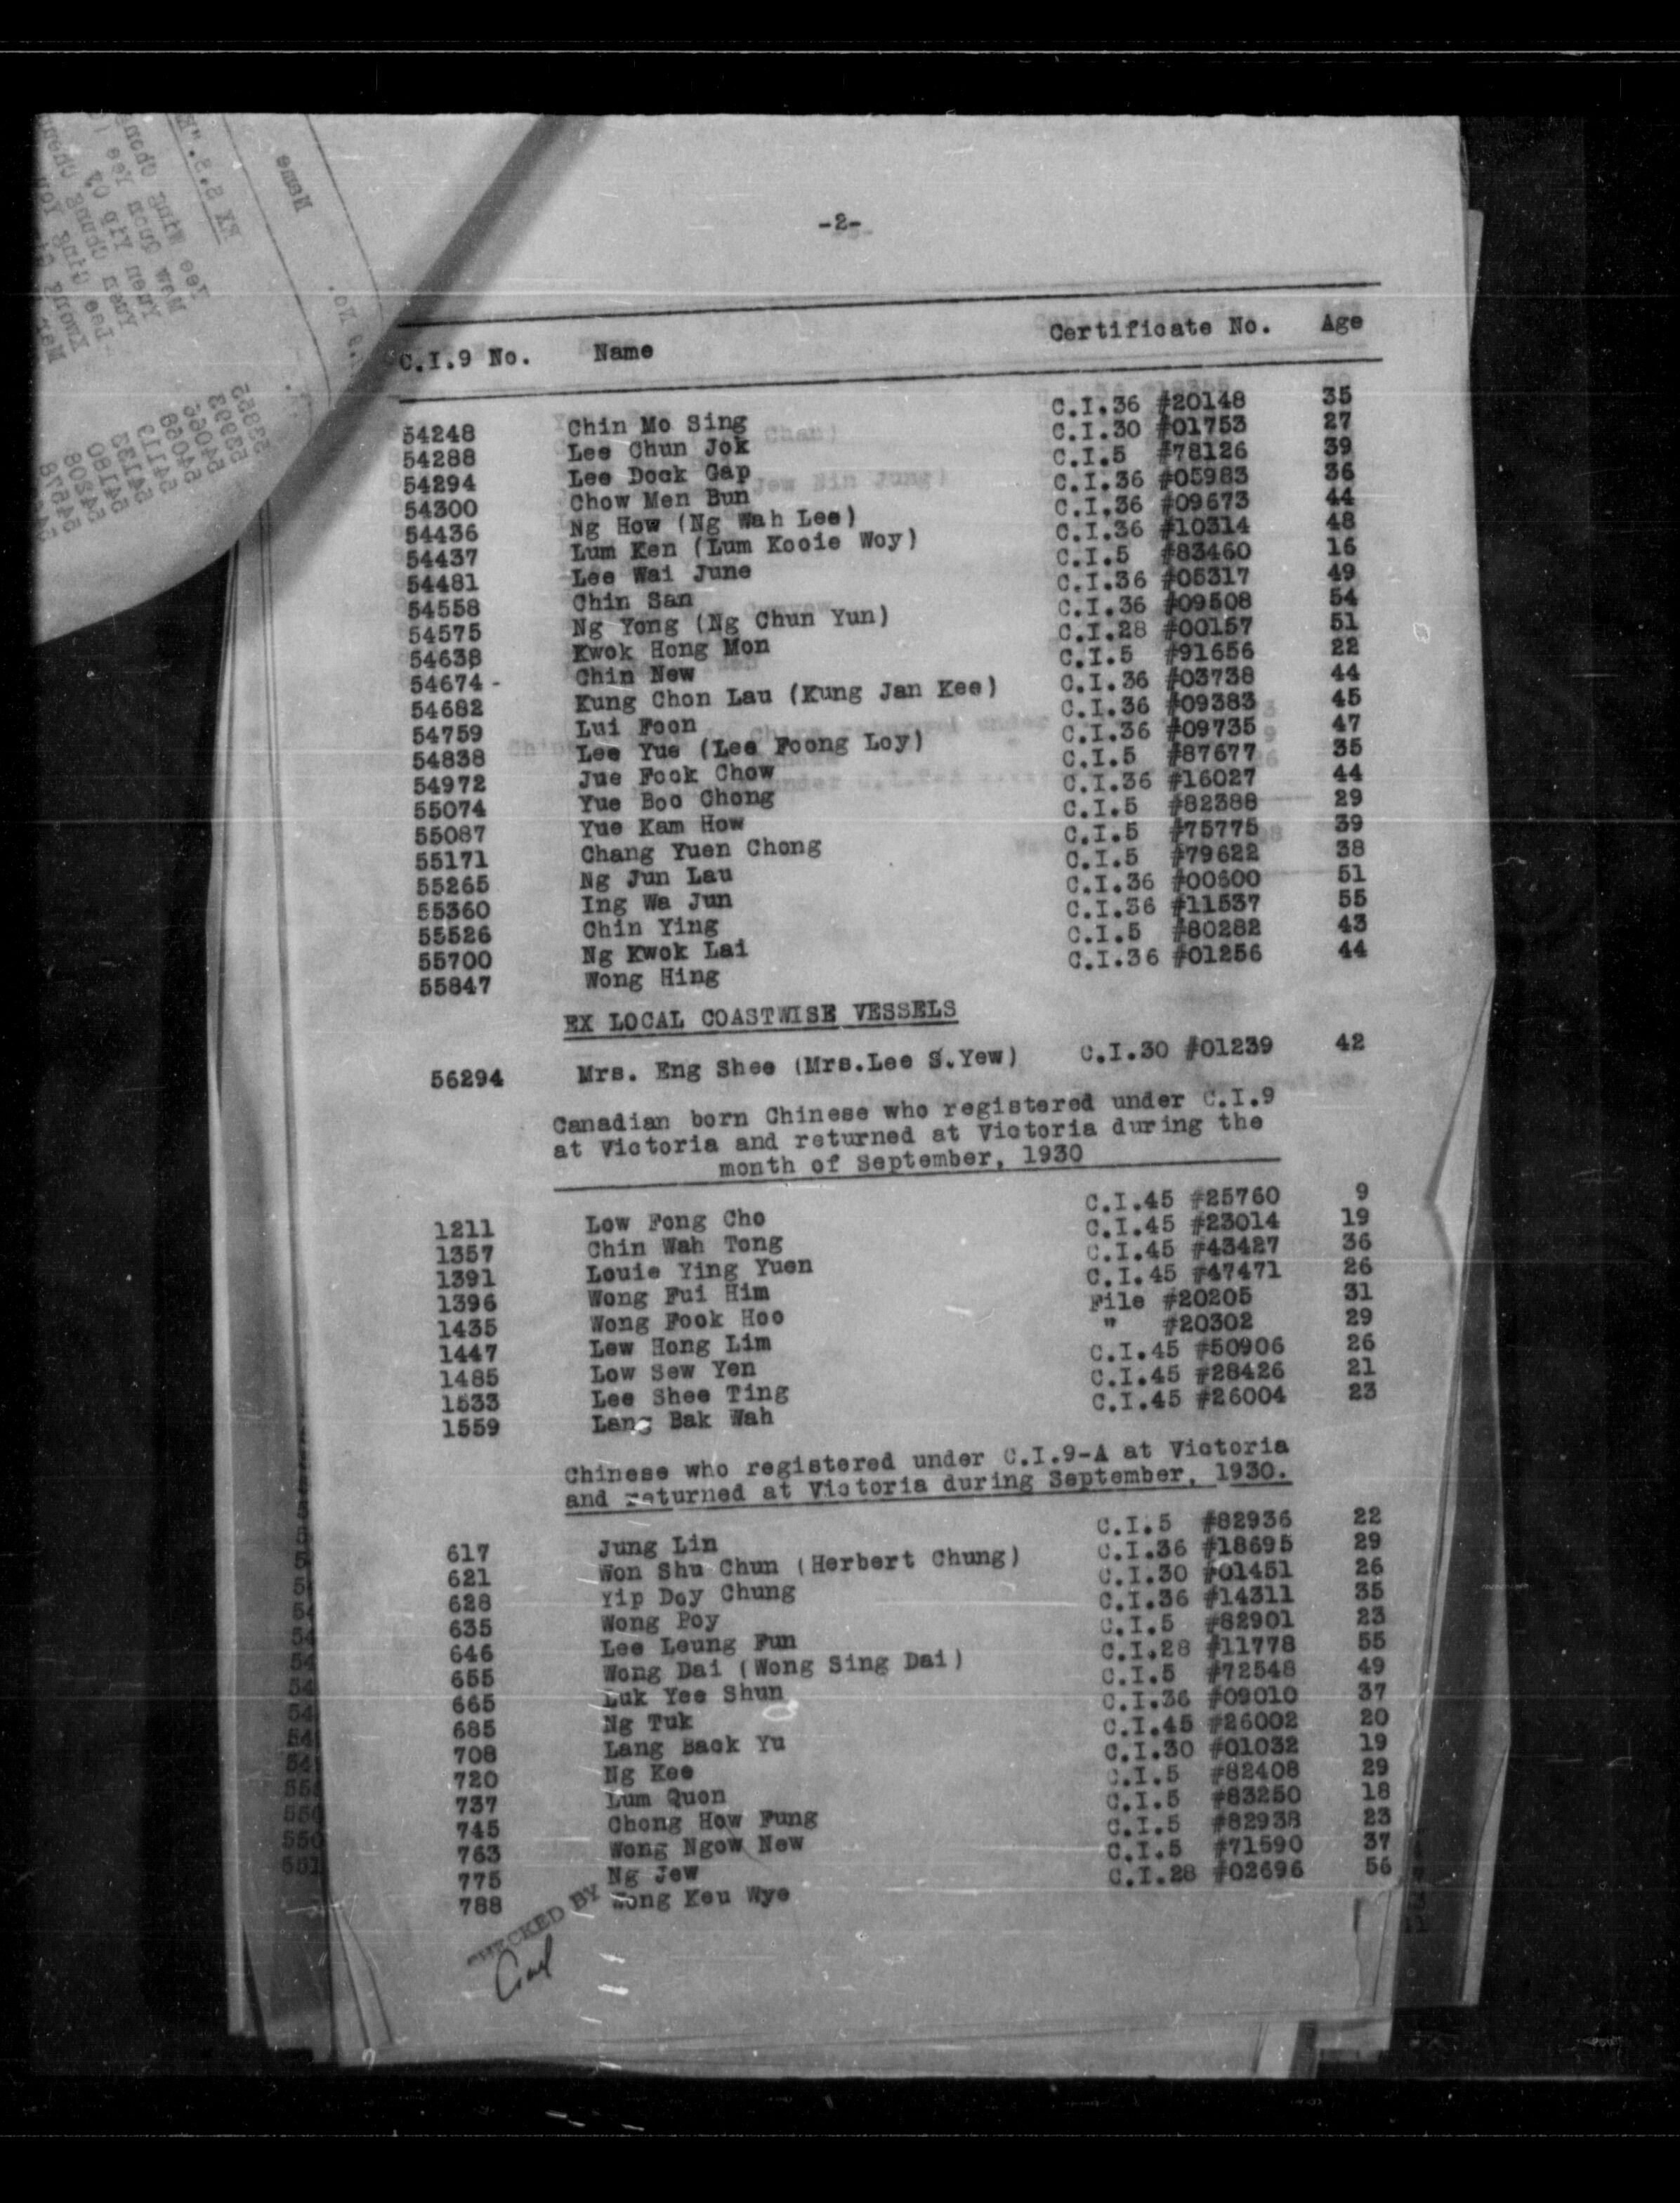 -2-
C.I.9 No. Name Certificate No. Age
54248 Chin Mo Sing C.I.36 #20148 35
54288 Lee Chun Jok C.I.30 #01753 27
54294 Lee Dock Gap C.I.5 #78126 39
54300 Chow Men Bun C.I.36 #05983 36
54436 Ng How (Ng Wah Lee) C.I.36 #09673 44
54437 Lum Ken (Lum Kooie Woy) C.I.36 #10314 48
54481 Lee Wai June C.I.5 #83460 16
54558 Chin San C.I.36 #05317 49
54575 Ng Yong (Ng Chun Yun) C.I.36 #09508 54
54638 Kwok Hong Mon C.I.28 #00157 51
54674 - Chin New C.I.5 #91656 22
54682 Kung Chon Lau (Kung Jan Kee) C.I.36 #03738 44
54759 Lui Foon C.I.36 #09383 45
54838 Lee Yue (Lee Foong Loy) C.I.36 #09735 47
54972 Jue Fook Chow C.I.5 #87677 35
55074 Yue Boo Chong C.I.36 #16027 44
55087 Yue Kam How C.I.5 #82388 29
55171 Chang Yuen Chong C.I.5 #75775 39
55265 Ng Jun Lau C.I.5 #79622 38
55360 Ing Wa Jun C.I.36 #00600 51
55526 Chin Ying C.I.36 #11537 55
55700 Ng Kwok Lai C.I.5 #80282 43
55847 Wong Hing C.I.36 #01256 44
EX LOCAL COASTWISE VESSELS
56294 Mrs. Eng Shee (Mrs.Lee S.Yew) C.I.30 #01239 42
Canadian born Chinese who registered under C.I.9
at Victoria and returned at Victoria during the
month of September, 1930
1211 Low Fong Cho C.I.45 #25760 9
1357 Chin Wah Tong C.I.45 #23014 19
1391 Louie Ying Yuen C.I.45 #43427 36
1396 Wong Fui Him C.I.45 #47471 26
1435 Wong Fook Hoo File #20205 31
1447 Lew Hong Lim " #20302 29
1485 Low Sew Yen C.I.45 #50906 26
1533 Lee Shee Ting C.I.45 #28426 21
1559 Lang Bak Wah C.I.45 #26004 23
Chinese who registered under C.I.9-A at Victoria
and returned at Victoria during September, 1930.
617 Jung Lin C.I.5 #82936 22
621 Won Shu Chun (Herbert Chung) C.I.36 #18695 29
628 Yip Doy Chung C.I.30 #01451 26
635 Wong Poy C.I.36 #14311 35
646 Lee Leung Fun C.I.5 #82901 23
655 Wong Dai (Wong Sing Dai) C.I.28 #11778 55
665 Luk Yee Shun C.I.5 #72548 49
685 Ng Tuk C.I.36 #09010 37
708 Lang Back Yu C.I.45 #26002 20
720 Ng Kee C.I.30 #01032 19
737 Lum Quon C.I.5 #82408 29
745 Chong How Fung C.I.5 #83250 18
763 Wong Ngow New C.I.5 #82938 23
775 Ng Jew C.I.5 #71590 37
788 Wong Keu Wye C.I.28 #02696 56
CHECKED BY